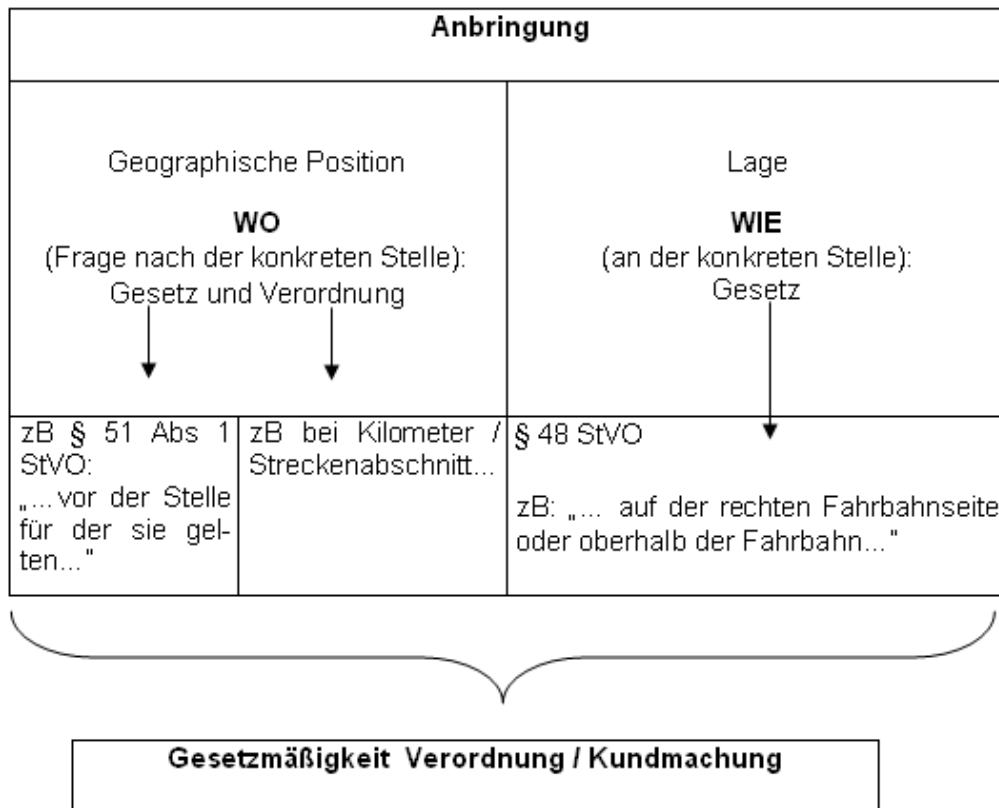 Anbringung
Geographische Position
WO
(Frage nach der konkreten Stelle):
Gesetz und Verordnung
Lage
WIE
(an der konkreten Stelle):
Gesetz
zB § 51 Abs 1
StVO:
„…vor der Stelle
für der sie gel-
ten…"
zB bei Kilometer /
Streckenabschnitt…
§ 48 StVO
zB: „… auf der rechten Fahrbahnseite
oder oberhalb der Fahrbahn…"
Gesetzmäßigkeit Verordnung / Kundmachung